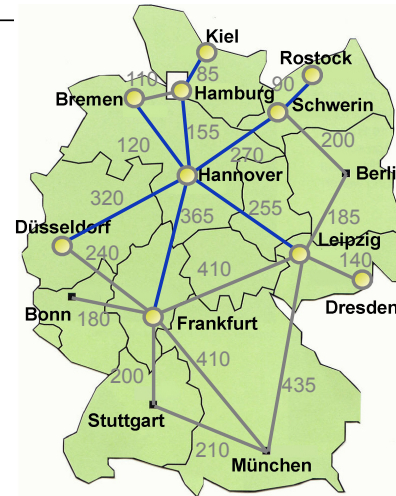 Kiel
Rostock
110
85
90
Bremen
Hamburg
Schwerin
155
120
270
200
Hannover
Berli
320
365
255
185
Düsseldorf
Leipzig
240
410
140
Bonn
180
Frankfurt
Dresden
410
200
435
Stuttgart
210
München